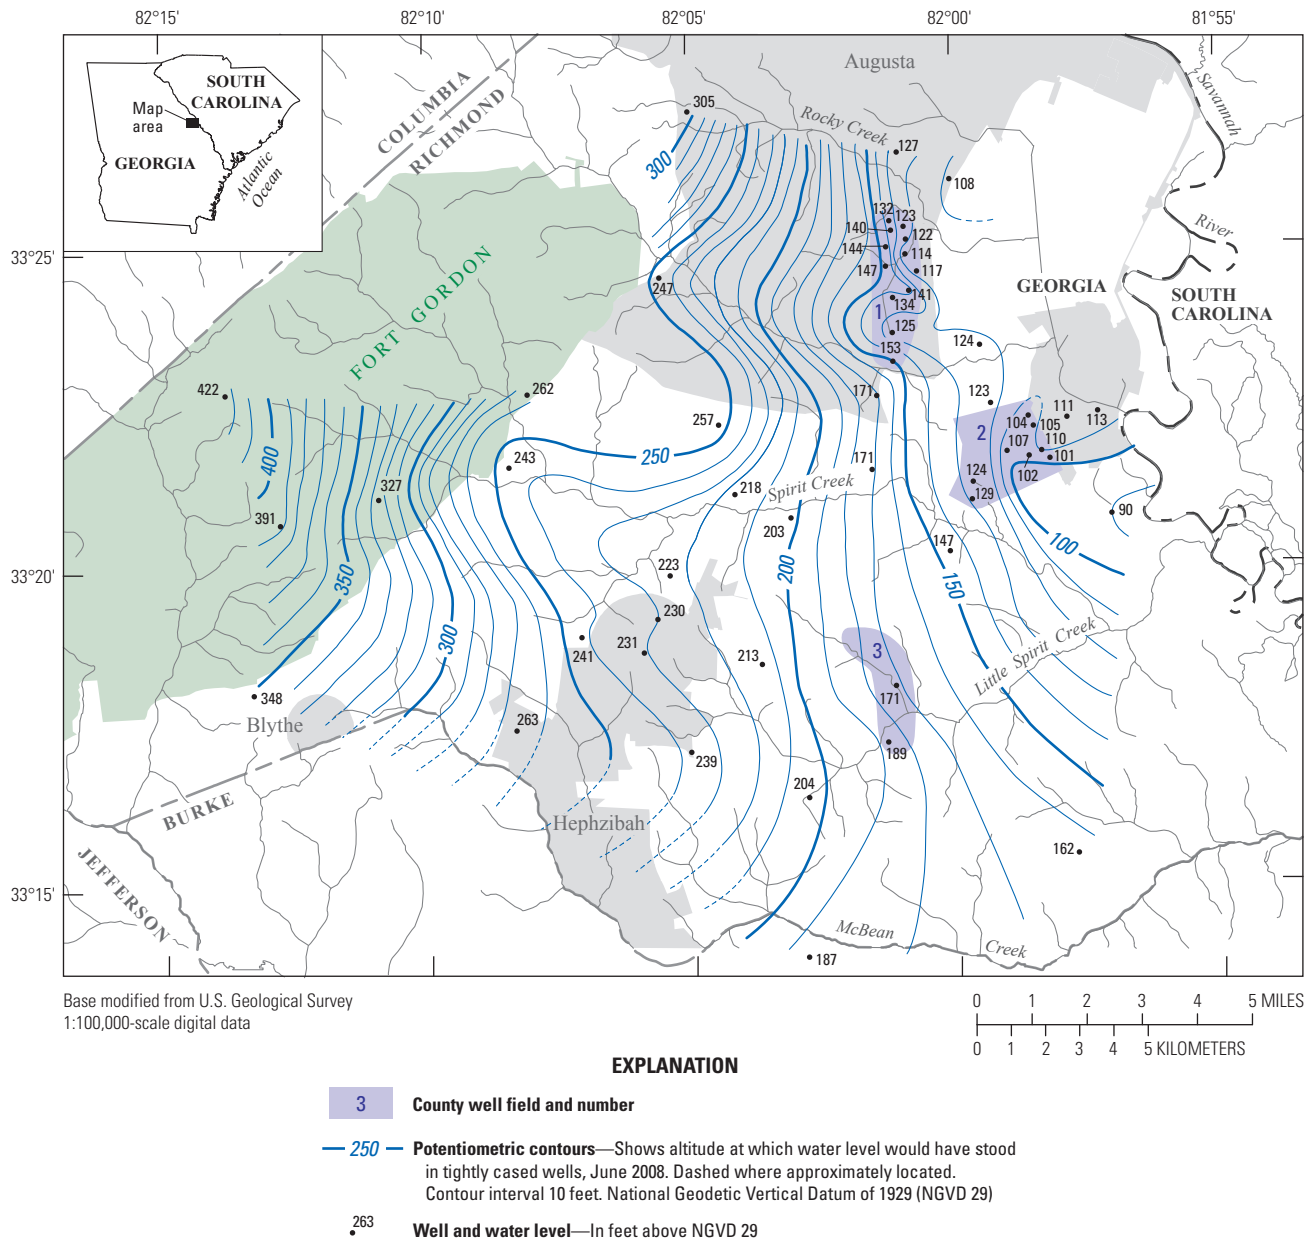 82°15' 82°10' 82°05' 82°00' 81°55'
33°25'
33°20'
33°15'
SOUTH
CAROLINA
Map
area
GEORGIA
Atlantic
Ocean
COLUMBIA
RICHMOND
Augusta
Rocky Creek
Savannah
River
305
300
127
108
132
123
140
122
144
114
147
117
141
134
1
125
153
GEORGIA
SOUTH
CAROLINA
FORT GORDON
247
124
422
262
171
123
257
2
104
105
111
113
107
110
101
102
124
129
400
243
250
171
327
218
Spirit Creek
391
203
90
147
100
350
223
200
150
230
300
241
231
213
3
171
Little Spirit Creek
348
Blythe
263
239
189
204
BURKE
Hephzibah
162
JEFFERSON
McBean
Creek
187
Base modified from U.S. Geological Survey
1:100,000-scale digital data
0 1 2 3 4 5 MILES
0 1 2 3 4 5 KILOMETERS
EXPLANATION
3 County well field and number
250 Potentiometric contours—Shows altitude at which water level would have stood
in tightly cased wells, June 2008. Dashed where approximately located.
Contour interval 10 feet. National Geodetic Vertical Datum of 1929 (NGVD 29)
263 Well and water level—In feet above NGVD 29